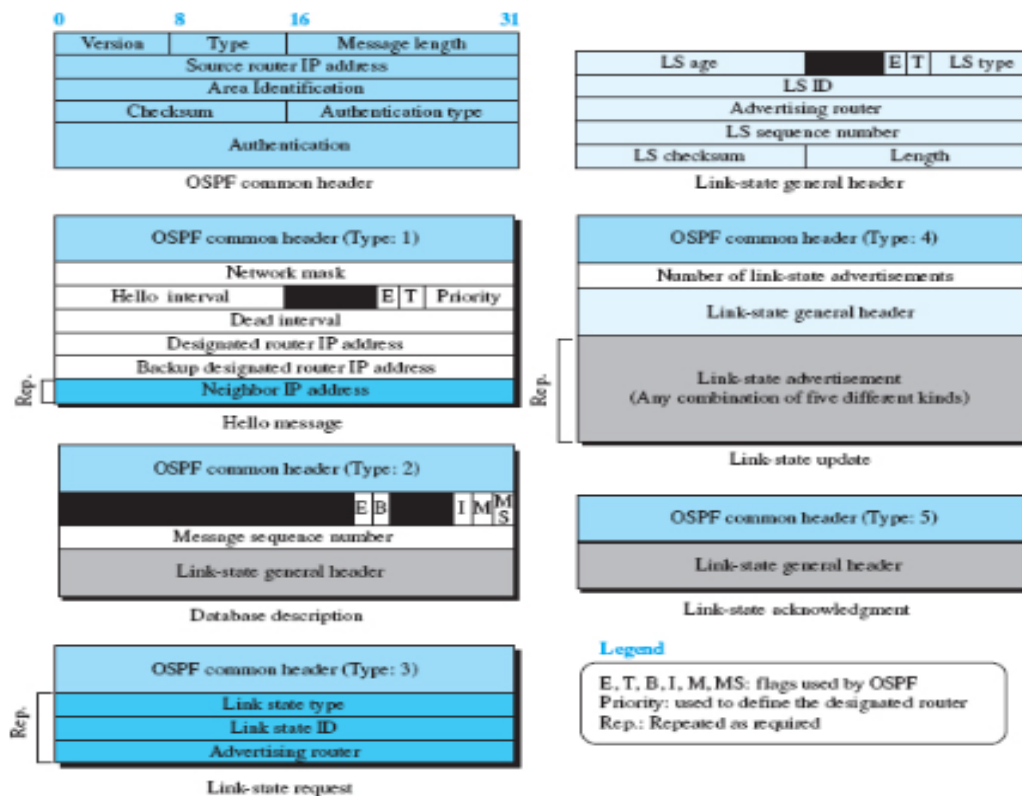 0 8 16 31
Version Type Message length
Source router IP address
Area Identification
Checksum Authentication type
Authentication
OSPF common header
LS age E T LS type
LS ID
Advertising router
LS sequence number
LS checksum Length
Link-state general header
OSPF common header (Type: 1)
Network mask
Hello interval E T Priority
Dead interval
Designated router IP address
Backup designated router IP address
Rep. Neighbor IP address
Hello message
OSPF common header (Type: 4)
Number of link-state advertisements
Link-state general header
Rep. Link-state advertisement
(Any combination of five different kinds)
Link-state update
OSPF common header (Type: 2)
E B I M M S
Message sequence number
Link-state general header
Database description
OSPF common header (Type: 5)
Link-state general header
Link-state acknowledgment
OSPF common header (Type: 3)
Rep. Link state type
Link state ID
Advertising router
Link-state request
Legend
E, T, B, I, M, MS: flags used by OSPF
Priority: used to define the designated router
Rep.: Repeated as required